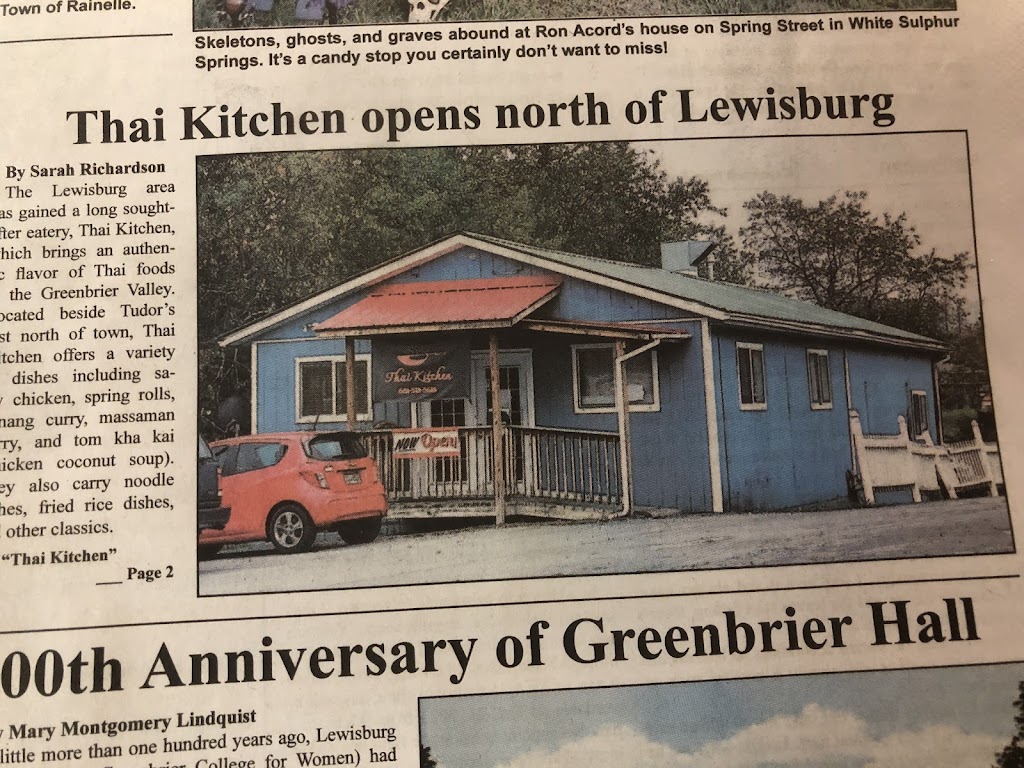 Town of Rainelle.
Skeletons, ghosts, and graves abound at Ron Acord's house on Spring Street in White Sulphur
Springs. It's a candy stop you certainly don't want to miss!
Thai Kitchen opens north of Lewisburg
By Sarah Richardson
The Lewisburg area
as gained a long sought-
fter eatery, Thai Kitchen,
hich brings an authen-
c flavor of Thai foods
the Greenbrier Valley.
ocated beside Tudor's
st north of town, Thai
itchen offers a variety
dishes including sa-
y chicken, spring rolls,
nang curry, massaman
rry, and tom kha kai
hicken coconut soup).
ey also carry noodle
hes, fried rice dishes,
other classics.
"Thai Kitchen"
___ Page 2
Thai Kitchen
NOW Open
00th Anniversary of Greenbrier Hall
y Mary Montgomery Lindquist
little more than one hundred years ago, Lewisburg
College for Women) had